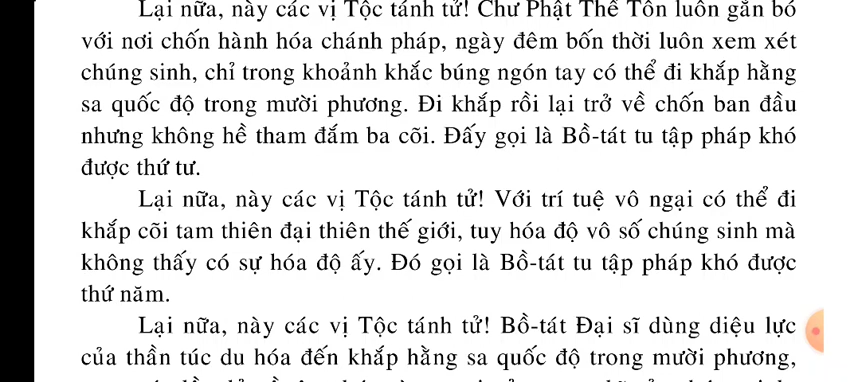 Lại nữa, này các vị Tộc tánh tử! Chư Phật Thế Tôn luôn gắn bó
với nơi chốn hành hóa chánh pháp, ngày đêm bốn thời luôn xem xét
chúng sinh, chỉ trong khoảnh khắc búng ngón tay có thể đi khắp hằng
sa quốc độ trong mười phương. Đi khắp rồi lại trở về chốn ban đầu
nhưng không hề tham đắm ba cõi. Đấy gọi là Bồ-tát tu tập pháp khó
được thứ tư.
Lại nữa, này các vị Tộc tánh tử! Với trí tuệ vô ngại có thể đi
khắp cõi tam thiên đại thiên thế giới, tuy hóa độ vô số chúng sinh mà
không thấy có sự hóa độ ấy. Đó gọi là Bồ-tát tu tập pháp khó được
thứ năm.
Lại nữa, này các vị Tộc tánh tử! Bồ-tát Đại sĩ dùng diệu lực
của thần túc du hóa đến khắp hằng sa quốc độ trong mười phương,